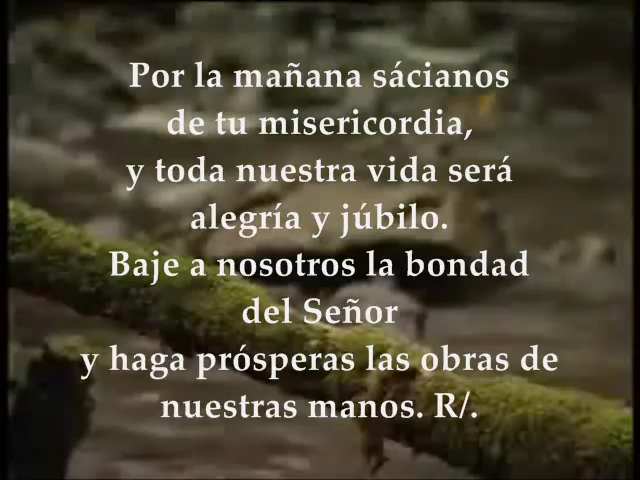 Por la mañana sácianos
de tu misericordia,
y toda nuestra vida será
alegría y júbilo.
Baje a nosotros la bondad
del Señor
y haga prósperas las obras de
nuestras manos. R/.